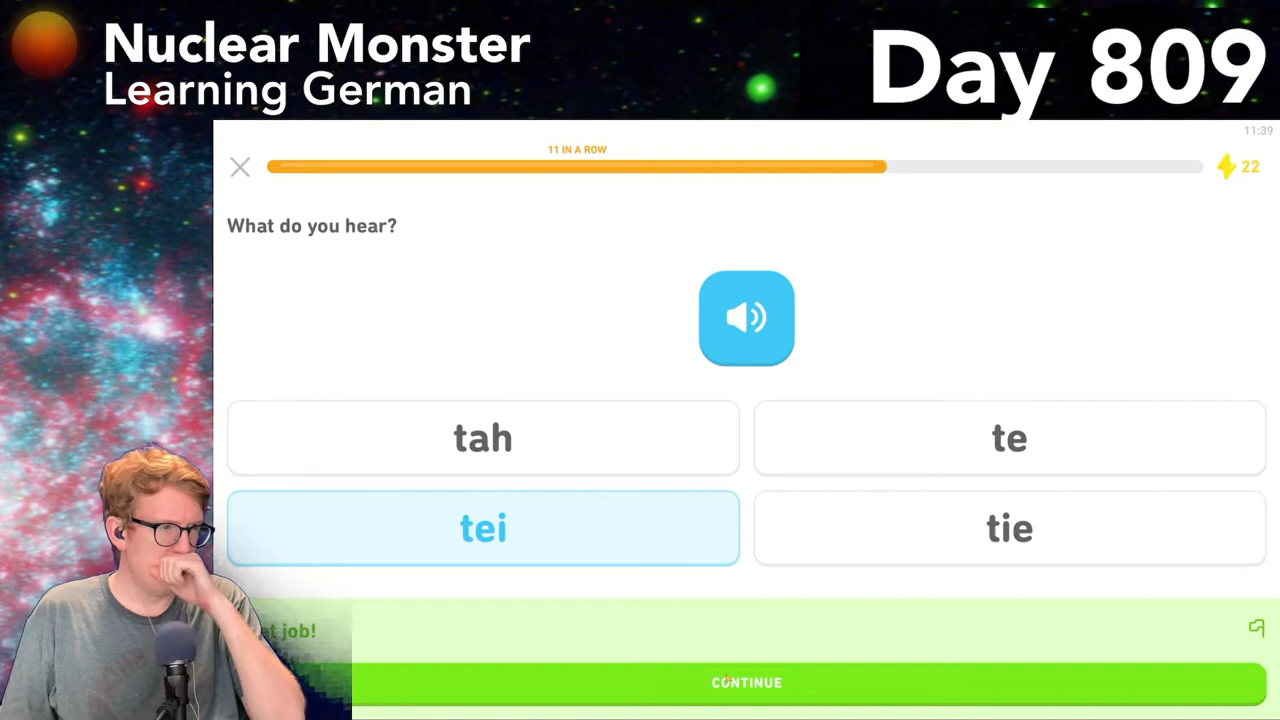 Nuclear Monster
Learning German
Day 809
11:39
11 IN A ROW
22
What do you hear?
tah
te
tei
tie
job!
CONTINUE